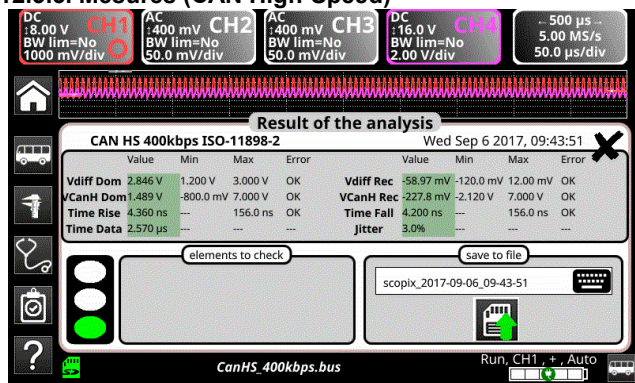 12.6.3. Mesures (CAN High Speed)
DC CH1
↕8.00 V
BW lim=No
1000 mV/div
AC CH2
↕400 mV
BW lim=No
50.0 mV/div
AC CH3
↕400 mV
BW lim=No
50.0 mV/div
DC CH4
↕16.0 V
BW lim=No
2.00 V/div
←500 µs→
5.00 MS/s
50.0 µs/div
Result of the analysis
CAN HS 400kbps ISO-11898-2 Wed Sep 6 2017, 09:43:51
Value Min Max Error Value Min Max Error
Vdiff Dom 2.846 V 1.200 V 3.000 V OK Vdiff Rec -58.97 mV -120.0 mV 12.00 mV OK
VCanH Dom 1.489 V -800.0 mV 7.000 V OK VCanH Rec -227.8 mV -2.120 V 7.000 V OK
Time Rise 4.360 ns --- 156.0 ns OK Time Fall 4.200 ns --- 156.0 ns OK
Time Data 2.570 µs --- --- --- Jitter 3.0% --- --- ---
elements to check save to file
scopix_2017-09-06_09-43-51
CanHS_400kbps.bus Run, CH1 , + , Auto